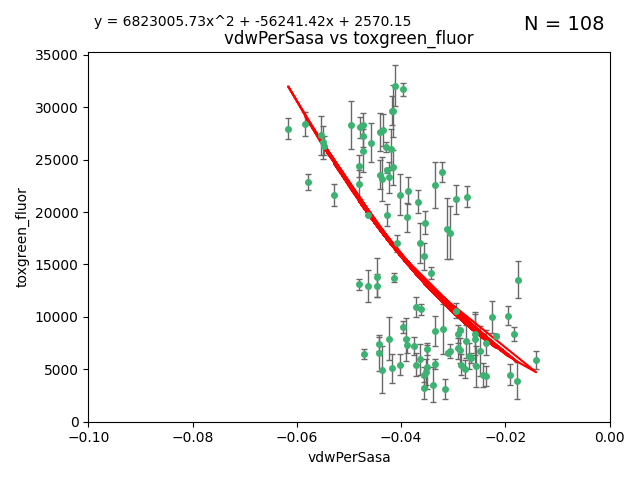 y = 6823005.73x^2 + -56241.42x + 2570.15
N = 108
vdwPerSasa vs toxgreen_fluor
35000
30000
25000
20000
15000
10000
5000
0
toxgreen_fluor
−0.10 −0.08 −0.06 −0.04 −0.02 0.00
vdwPerSasa